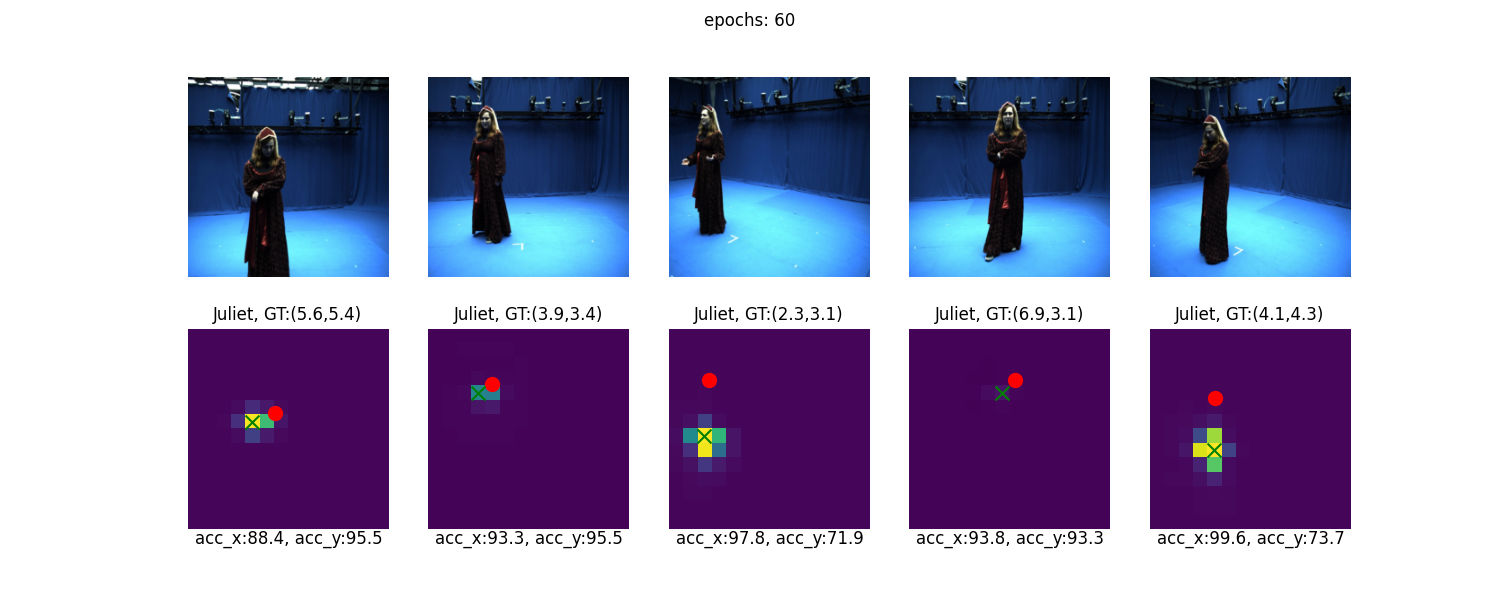 epochs: 60
Juliet, GT:(5.6,5.4)
Juliet, GT:(3.9,3.4)
Juliet, GT:(2.3,3.1)
Juliet, GT:(6.9,3.1)
Juliet, GT:(4.1,4.3)
acc_x:88.4, acc_y:95.5
acc_x:93.3, acc_y:95.5
acc_x:97.8, acc_y:71.9
acc_x:93.8, acc_y:93.3
acc_x:99.6, acc_y:73.7